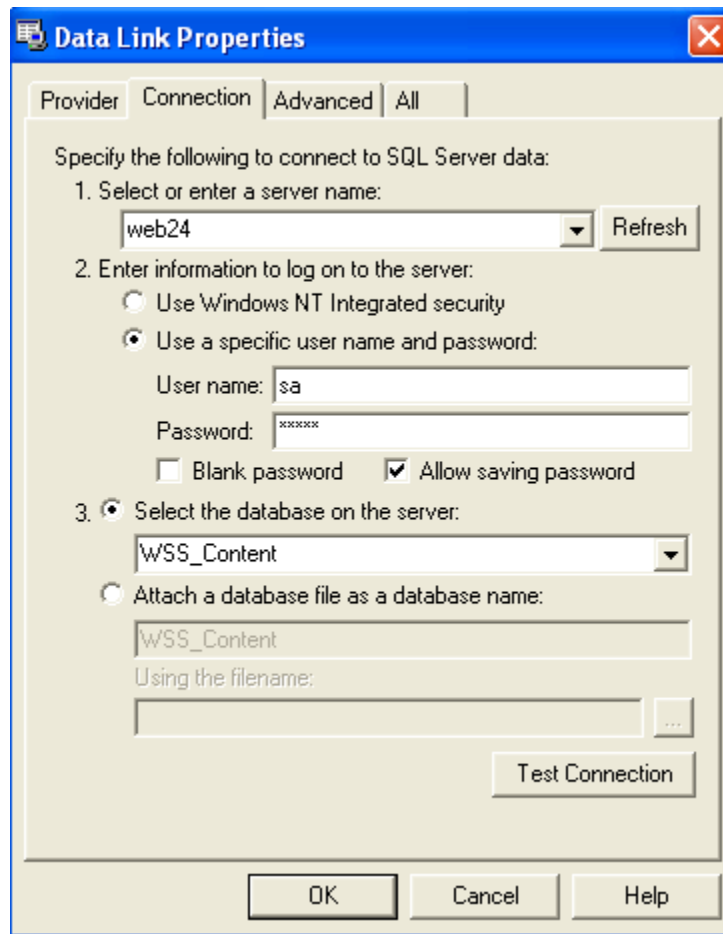 Data Link Properties
Provider Connection Advanced All
Specify the following to connect to SQL Server data:
1. Select or enter a server name:
web24 Refresh
2. Enter information to log on to the server:
Use Windows NT Integrated security
Use a specific user name and password:
User name: sa
Password: *****
Blank password Allow saving password
3. Select the database on the server:
WSS_Content
Attach a database file as a database name:
WSS_Content
Using the filename:
...
Test Connection
OK Cancel Help